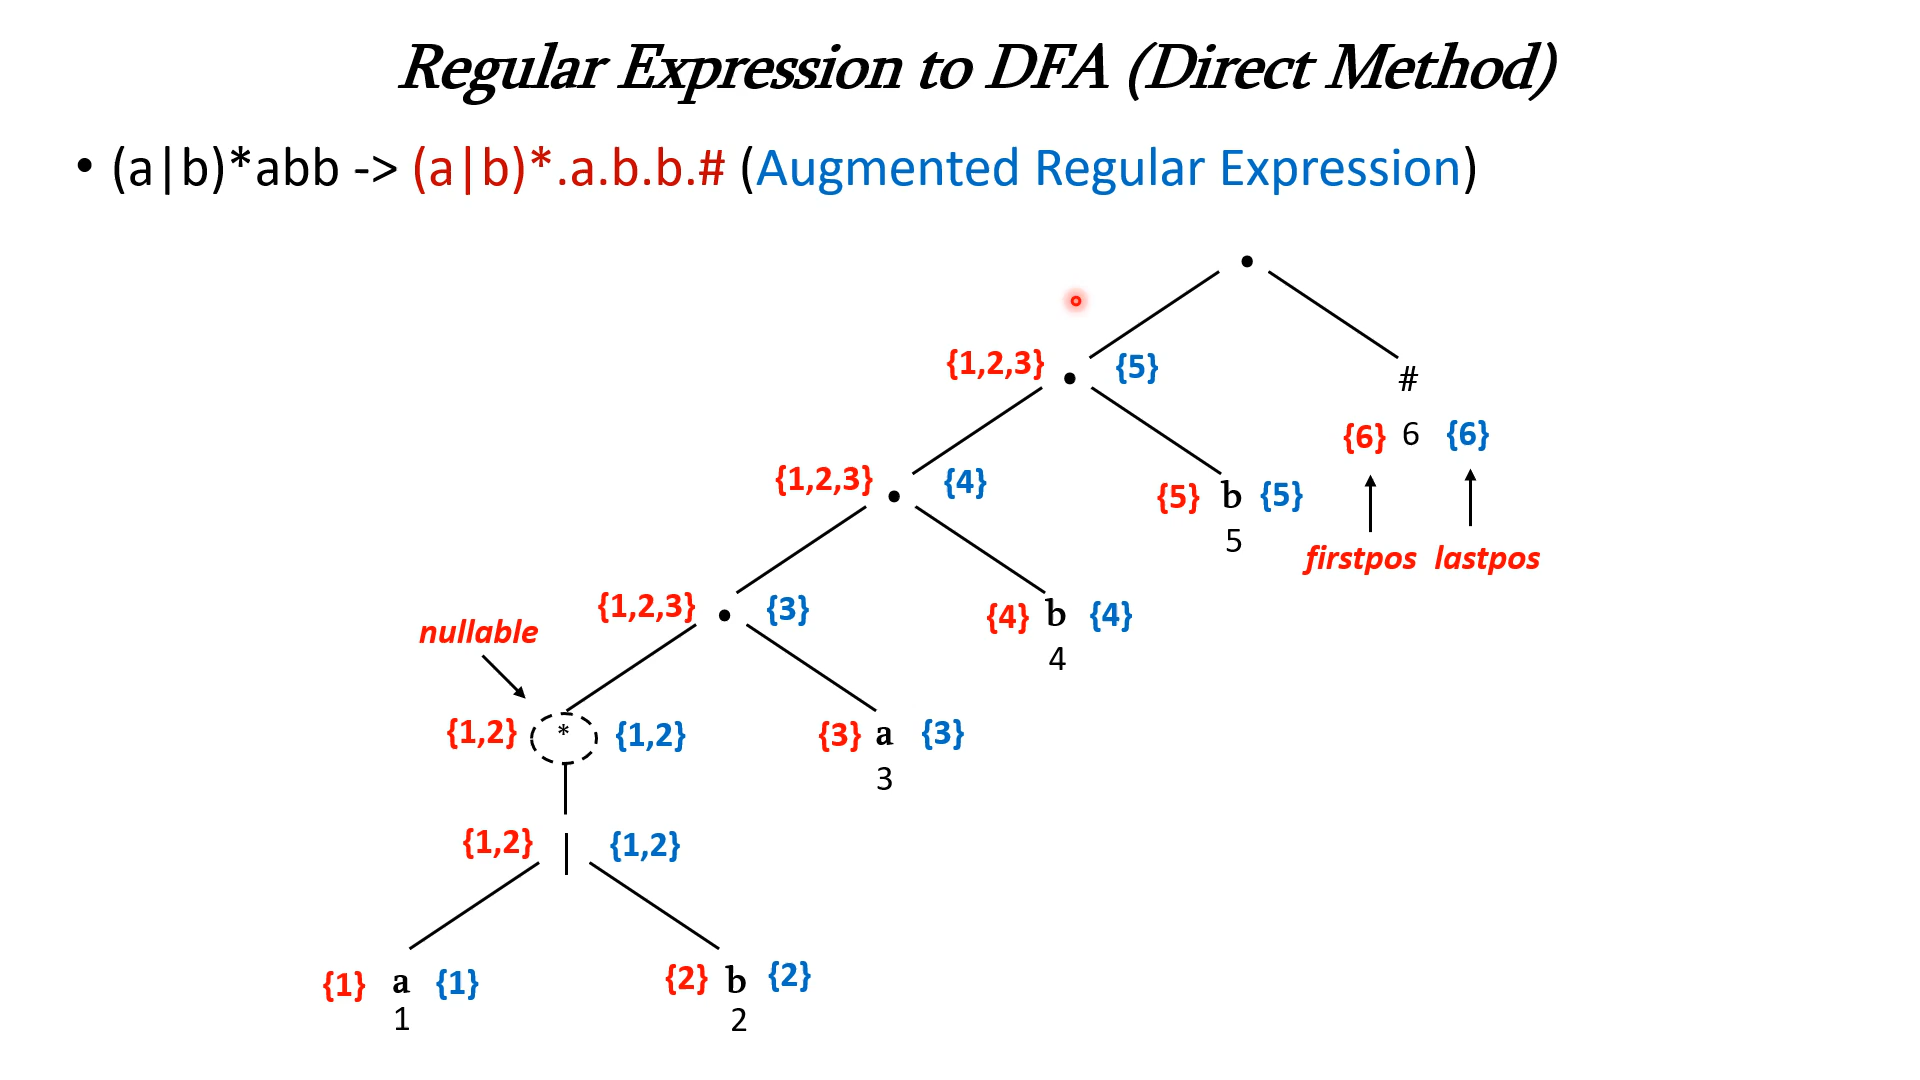 Regular Expression to DFA (Direct Method)
• (a|b)*abb -> (a|b)*.a.b.b.# (Augmented Regular Expression)
•
{1,2,3} • {5} #
{6} 6 {6}
{1,2,3} • {4} {5} b {5}
5
firstpos lastpos
{1,2,3} • {3} {4} b {4}
nullable
4
{1,2} * {1,2} {3} a {3}
3
{1,2} | {1,2}
{1} a {1} {2} b {2}
1 2